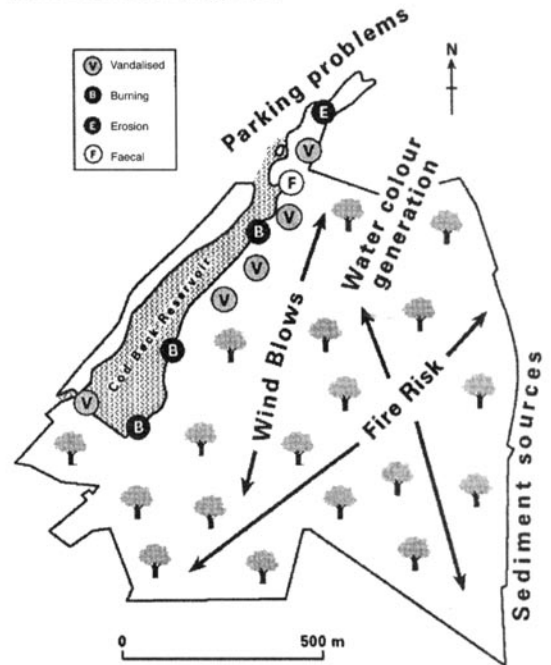 V Vandalised
B Burning
E Erosion
F Faecal
Parking problems
N
E
V
F
V
B
V
V
B
V
B
Cod Beck Reservoir
Water colour
generation
Wind Blows
Fire Risk
Sediment sources
0 500 m